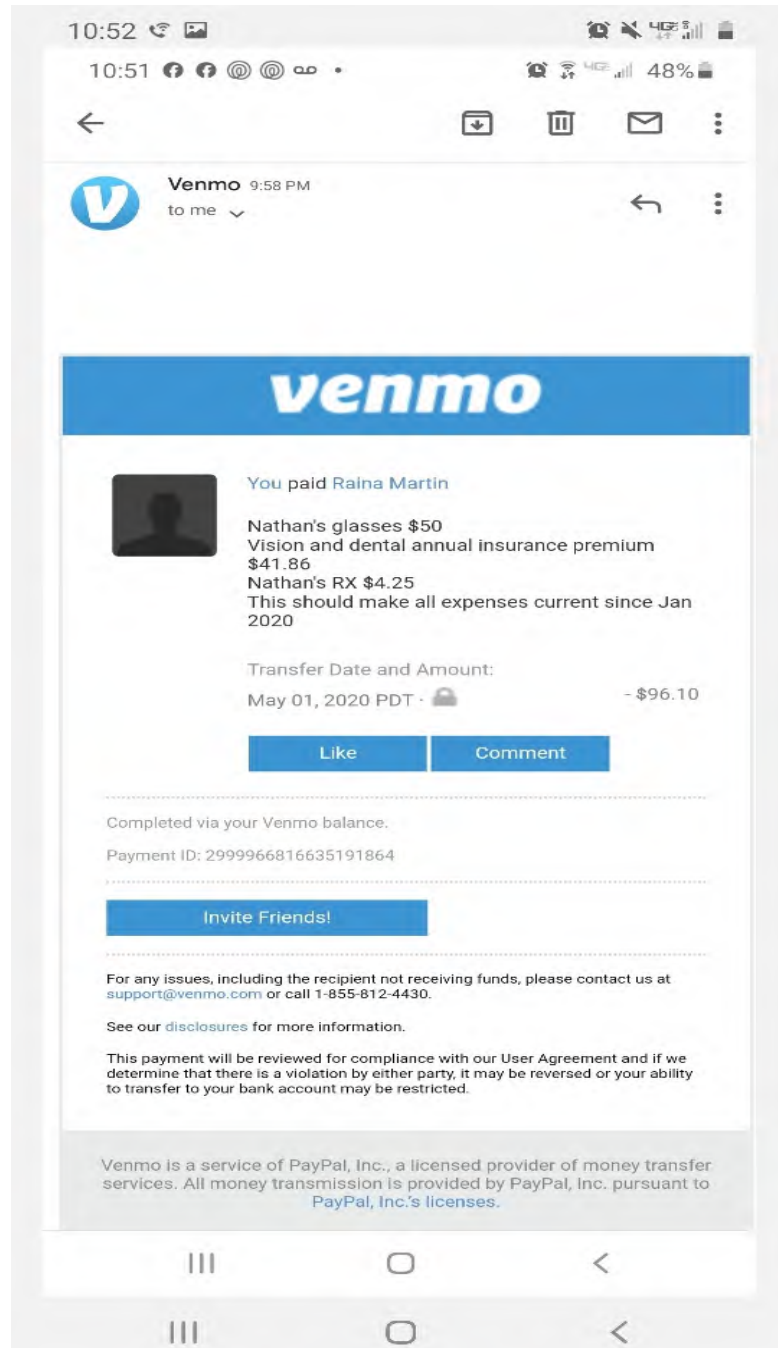 10:52
10:51 48%
Venmo 9:58 PM
to me
venmo
You paid Raina Martin
Nathan's glasses $50
Vision and dental annual insurance premium
$41.86
Nathan's RX $4.25
This should make all expenses current since Jan
2020
Transfer Date and Amount:
May 01, 2020 PDT · - $96.10
Like Comment
Completed via your Venmo balance.
Payment ID: 2999966816635191864
Invite Friends!
For any issues, including the recipient not receiving funds, please contact us at
support@venmo.com or call 1-855-812-4430.
See our disclosures for more information.
This payment will be reviewed for compliance with our User Agreement and if we
determine that there is a violation by either party, it may be reversed or your ability
to transfer to your bank account may be restricted.
Venmo is a service of PayPal, Inc., a licensed provider of money transfer
services. All money transmission is provided by PayPal, Inc. pursuant to
PayPal, Inc.'s licenses.